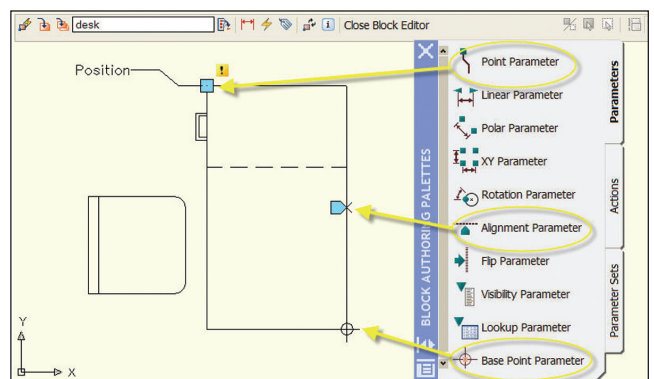 desk
Close Block Editor
Position
!
Point Parameter
Linear Parameter
Polar Parameter
XY Parameter
Rotation Parameter
Alignment Parameter
Flip Parameter
Visibility Parameter
Lookup Parameter
Base Point Parameter
BLOCK AUTHORING PALETTES
Parameters
Actions
Parameter Sets
Y
X